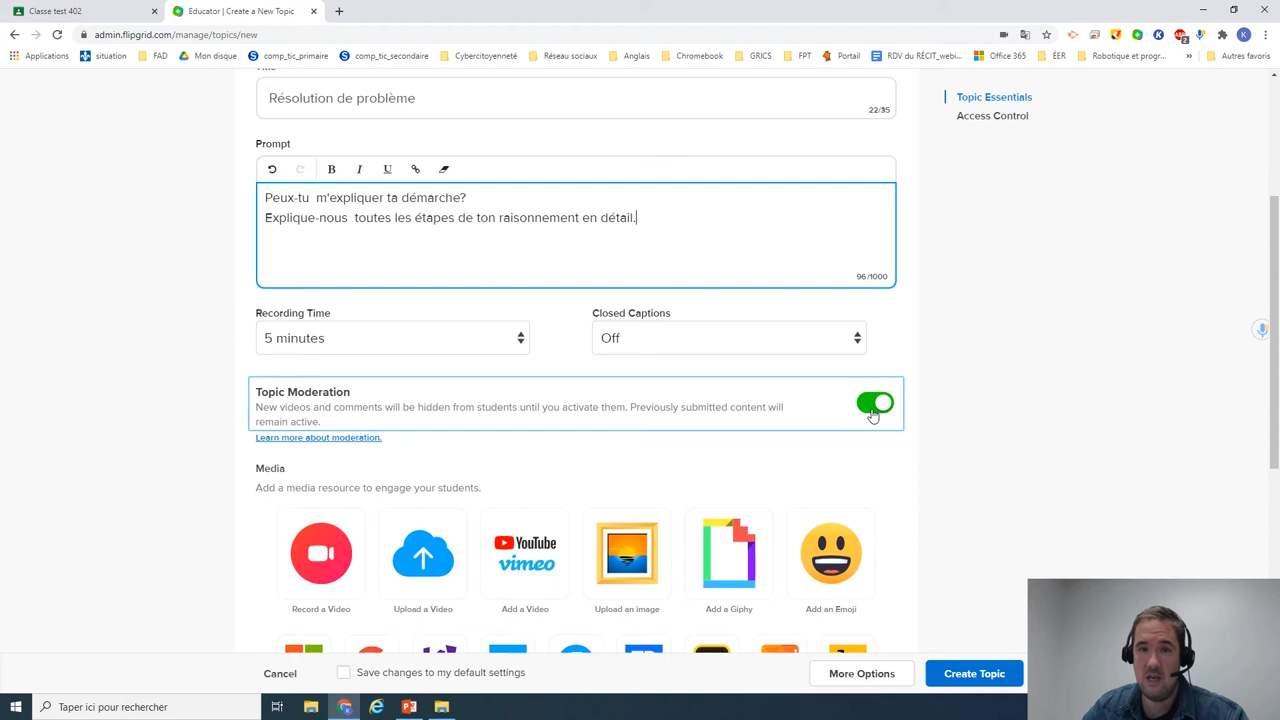 Classe test 402
Educator | Create a New Topic
admin.flipgrid.com/manage/topics/new
K
Applications
situation
FAD
Mon disque
comp_tic_primaire
comp_tic_secondaire
Cybercitoyenneté
Réseau sociaux
Anglais
Chromebook
GRICS
FPT
Portail
RDV du RÉCIT_webi...
Office 365
ÉER
Robotique et progr...
»
Autres favoris
Résolution de problème
22/35
Topic Essentials
Access Control
Prompt
B I U
Peux-tu m'expliquer ta démarche?
Explique-nous toutes les étapes de ton raisonnement en détail.
96/1000
Recording Time
Closed Captions
5 minutes
Off
Topic Moderation
New videos and comments will be hidden from students until you activate them. Previously submitted content will
remain active.
Learn more about moderation.
Media
Add a media resource to engage your students.
YouTube
vimeo
Record a Video
Upload a Video
Add a Video
Upload an image
Add a Giphy
Add an Emoji
Cancel
Save changes to my default settings
More Options
Create Topic
Taper ici pour rechercher